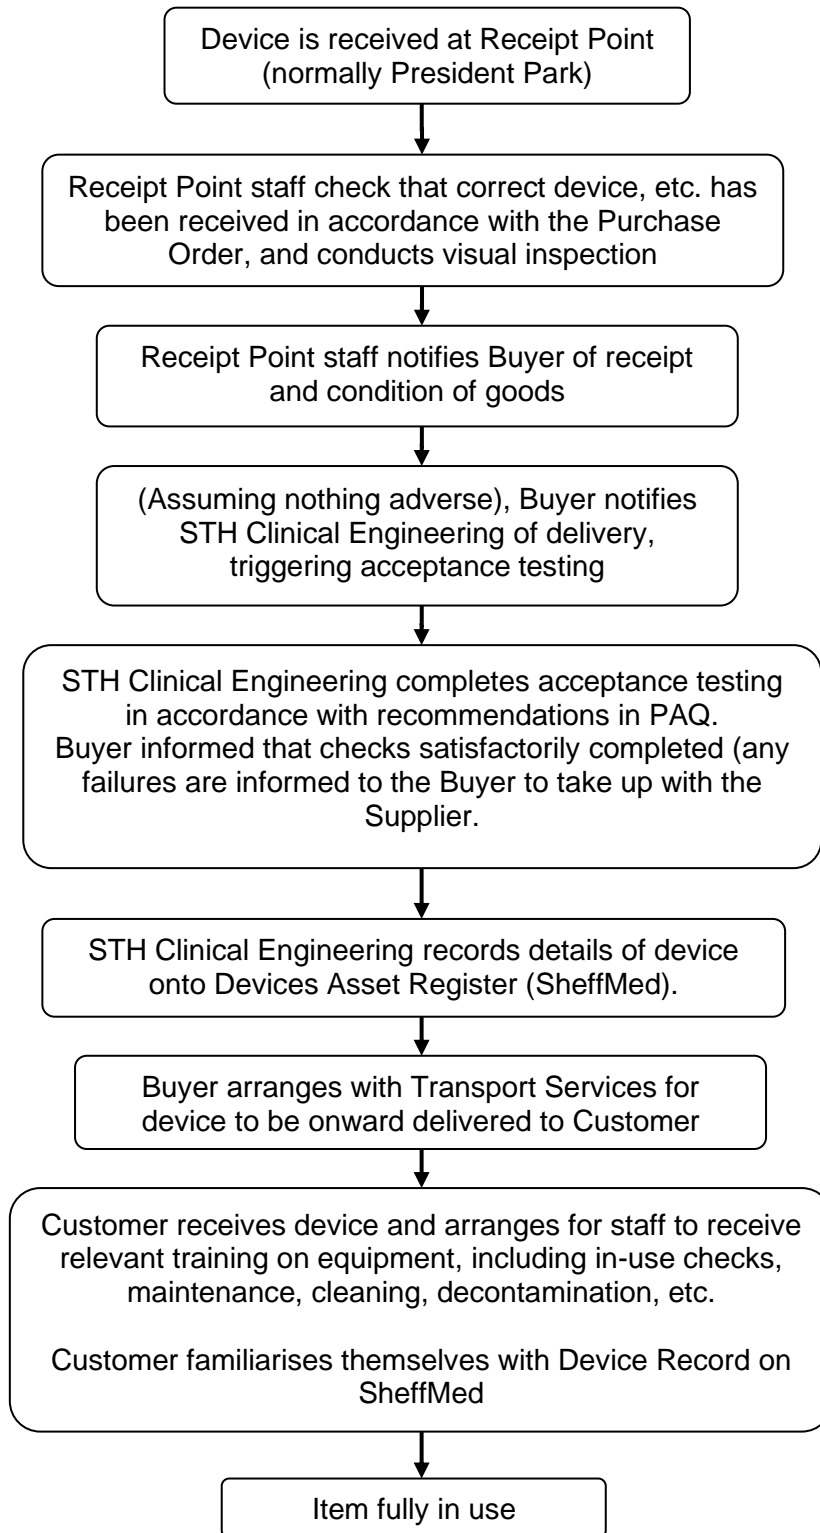 Device is received at Receipt Point
(normally President Park)
Receipt Point staff check that correct device, etc. has
been received in accordance with the Purchase
Order, and conducts visual inspection
Receipt Point staff notifies Buyer of receipt
and condition of goods
(Assuming nothing adverse), Buyer notifies
STH Clinical Engineering of delivery,
triggering acceptance testing
STH Clinical Engineering completes acceptance testing
in accordance with recommendations in PAQ.
Buyer informed that checks satisfactorily completed (any
failures are informed to the Buyer to take up with the
Supplier.
STH Clinical Engineering records details of device
onto Devices Asset Register (SheffMed).
Buyer arranges with Transport Services for
device to be onward delivered to Customer
Customer receives device and arranges for staff to receive
relevant training on equipment, including in-use checks,
maintenance, cleaning, decontamination, etc.
Customer familiarises themselves with Device Record on
SheffMed
Item fully in use